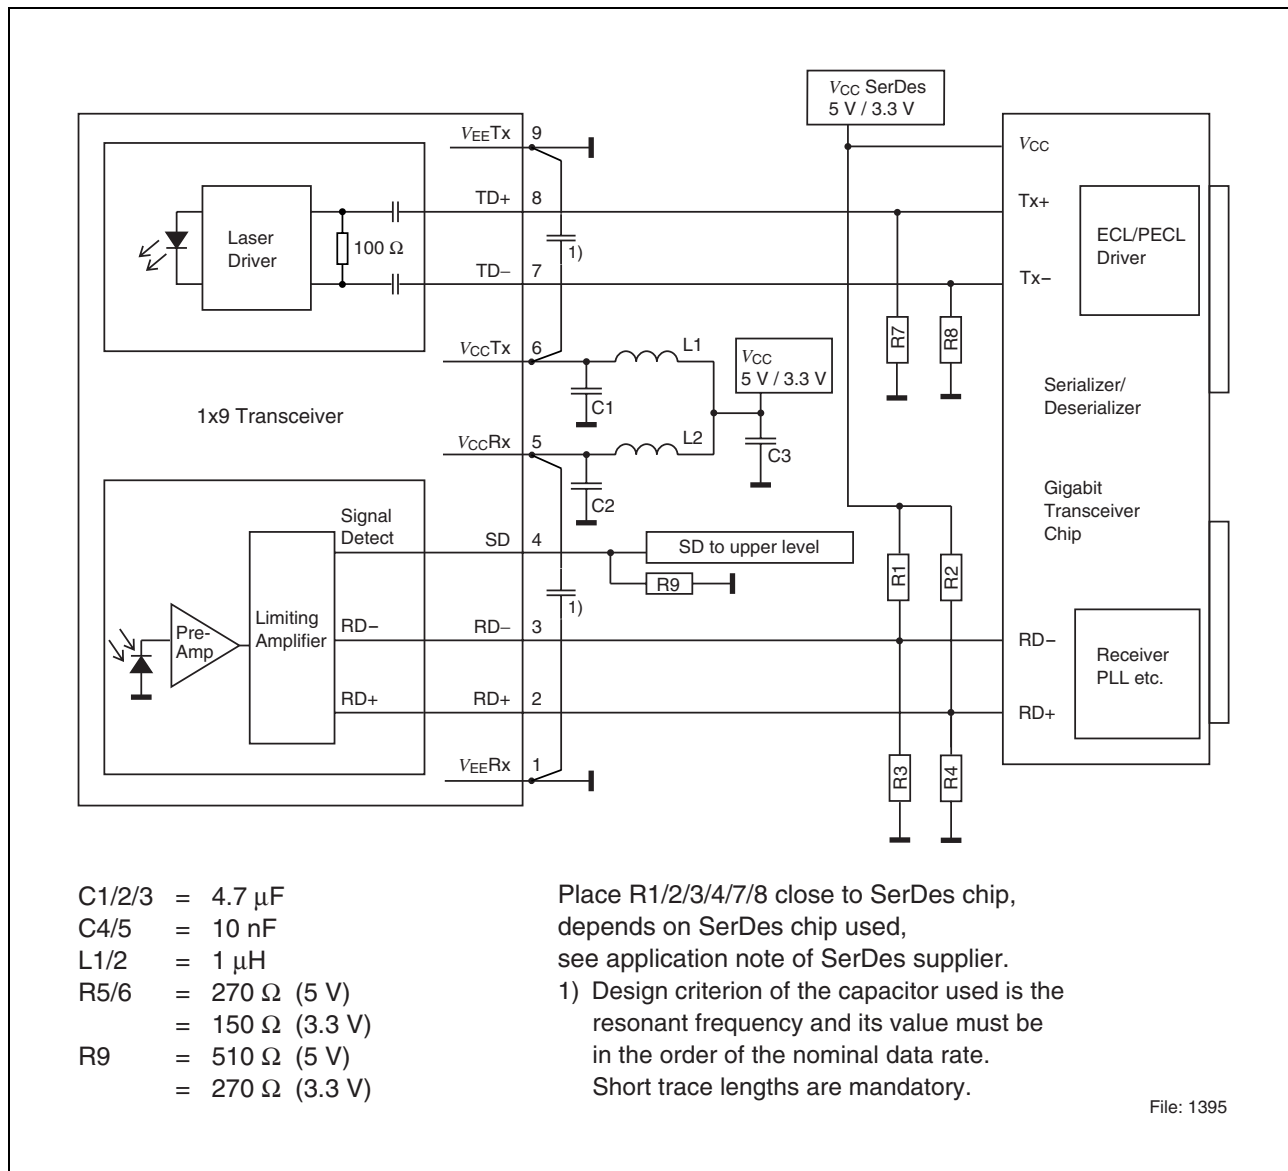 VCC SerDes
5 V / 3.3 V
VEETx 9
VCC
TD+ 8
Tx+
Laser
Driver
100 Ω
1)
ECL/PECL
Driver
TD− 7
Tx−
R7
R8
VCCTx 6
L1
VCC
5 V / 3.3 V
C1
1x9 Transceiver
Serializer/
Deserializer
VCCRx 5
L2
C3
C2
Gigabit
Transceiver
Chip
Signal
Detect
SD 4
SD to upper level
R9
R1
R2
1)
Pre-
Amp
Limiting
Amplifier
RD−
RD− 3
RD−
Receiver
PLL etc.
RD+
RD+ 2
RD+
VEERx 1
R3
R4
C1/2/3 = 4.7 µF
C4/5 = 10 nF
L1/2 = 1 µH
R5/6 = 270 Ω (5 V)
= 150 Ω (3.3 V)
R9 = 510 Ω (5 V)
= 270 Ω (3.3 V)
Place R1/2/3/4/7/8 close to SerDes chip,
depends on SerDes chip used,
see application note of SerDes supplier.
1) Design criterion of the capacitor used is the
resonant frequency and its value must be
in the order of the nominal data rate.
Short trace lengths are mandatory.
File: 1395